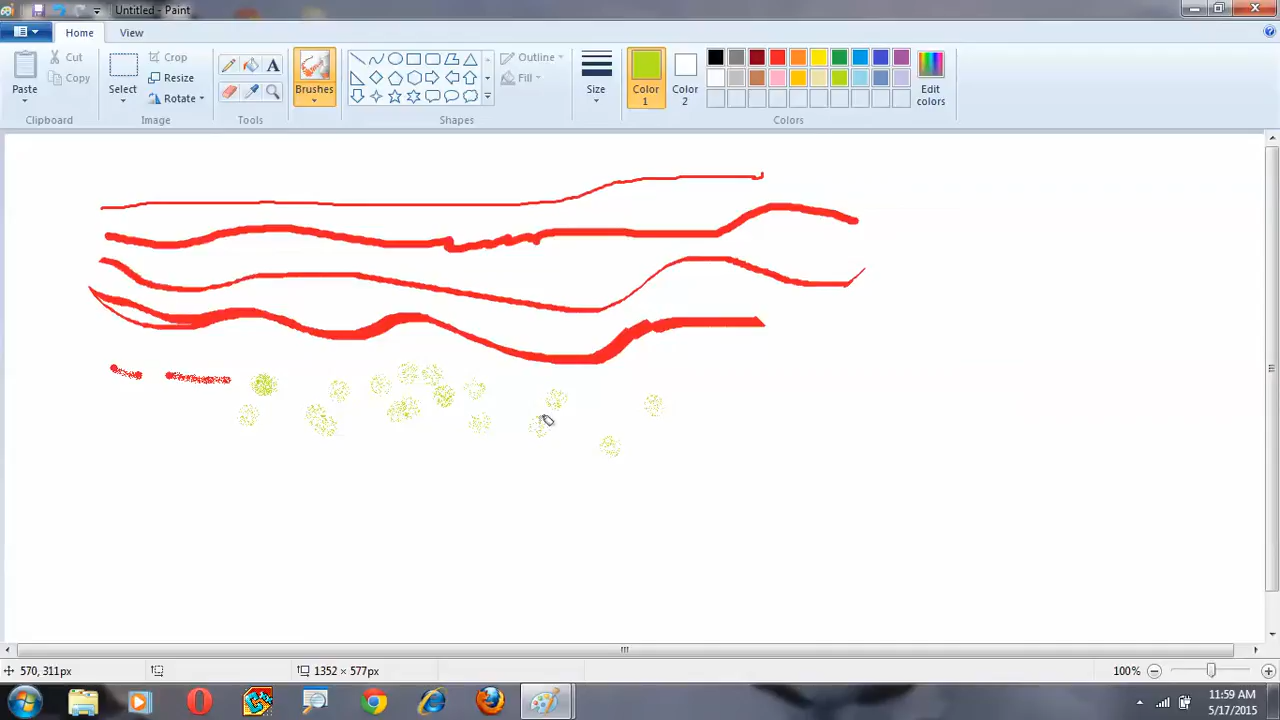 Untitled - Paint
Home
View
Paste
Cut
Copy
Clipboard
Select
Crop
Resize
Rotate
Image
A
Tools
Brushes
Outline
Fill
Shapes
Size
Color 1
Color 2
Edit colors
Colors
570, 311px
1352 × 577px
100%
11:59 AM
5/17/2015